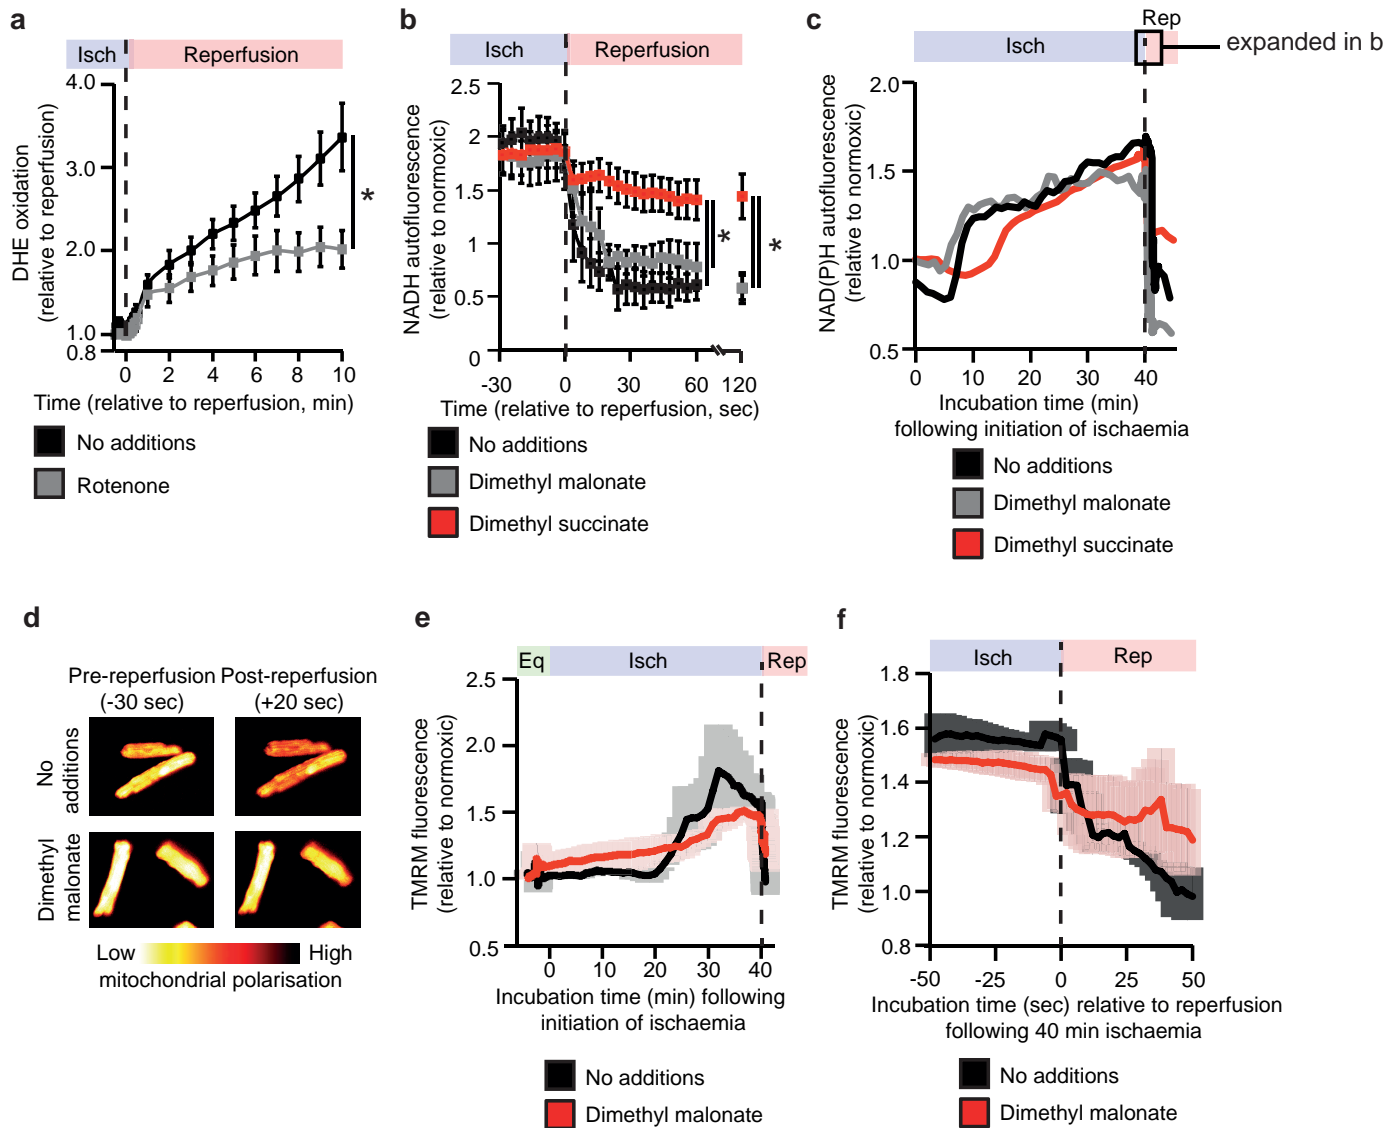 a
Isch
Reperfusion
DHE oxidation
(relative to reperfusion)
4.0
3.0
2.0
1.0
0.8
*
0 2 4 6 8 10
Time (relative to reperfusion, min)
No additions
Rotenone
b
Isch
Reperfusion
NADH autofluorescence
(relative to normoxic)
2.5
2
1.5
1
0.5
0
*
*
-30 0 30 60 120
Time (relative to reperfusion, sec)
No additions
Dimethyl malonate
Dimethyl succinate
c
Rep
Isch
expanded in b
NAD(P)H autofluorescence
(relative to normoxic)
2.0
1.5
1.0
0.5
0 10 20 30 40
Incubation time (min)
following initiation of ischaemia
No additions
Dimethyl malonate
Dimethyl succinate
d
Pre-reperfusion
(-30 sec)
Post-reperfusion
(+20 sec)
No
additions
Dimethyl
malonate
Low
High
mitochondrial polarisation
e
Eq
Isch
Rep
TMRM fluorescence
(relative to normoxic)
2.5
2.0
1.5
1.0
0.5
0 10 20 30 40
Incubation time (min) following
initiation of ischaemia
No additions
Dimethyl malonate
f
Isch
Rep
TMRM fluorescence
(relative to normoxic)
1.8
1.6
1.4
1.2
1.0
0.8
-50 -25 0 25 50
Incubation time (sec) relative to reperfusion
following 40 min ischaemia
No additions
Dimethyl malonate